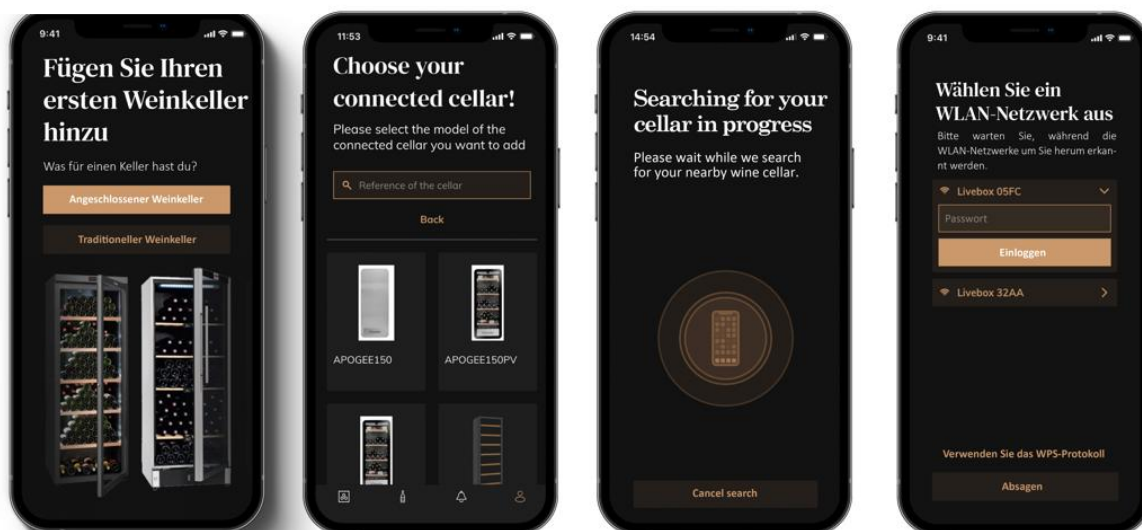 9:41
Fügen Sie Ihren
ersten Weinkeller
hinzu
Was für einen Keller hast du?
Angeschlossener Weinkeller
Traditioneller Weinkeller
11:53
Choose your
connected cellar!
Please select the model of the
connected cellar you want to add
Reference of the cellar
Back
APOGEE150
APOGEE150PV
14:54
Searching for your
cellar in progress
Please wait while we search
for your nearby wine cellar.
Cancel search
9:41
Wählen Sie ein
WLAN-Netzwerk aus
Bitte warten Sie, während die
WLAN-Netzwerke um Sie herum erkan-
nt werden.
Livebox 05FC
Passwort
Einloggen
Livebox 32AA
Verwenden Sie das WPS-Protokoll
Absagen